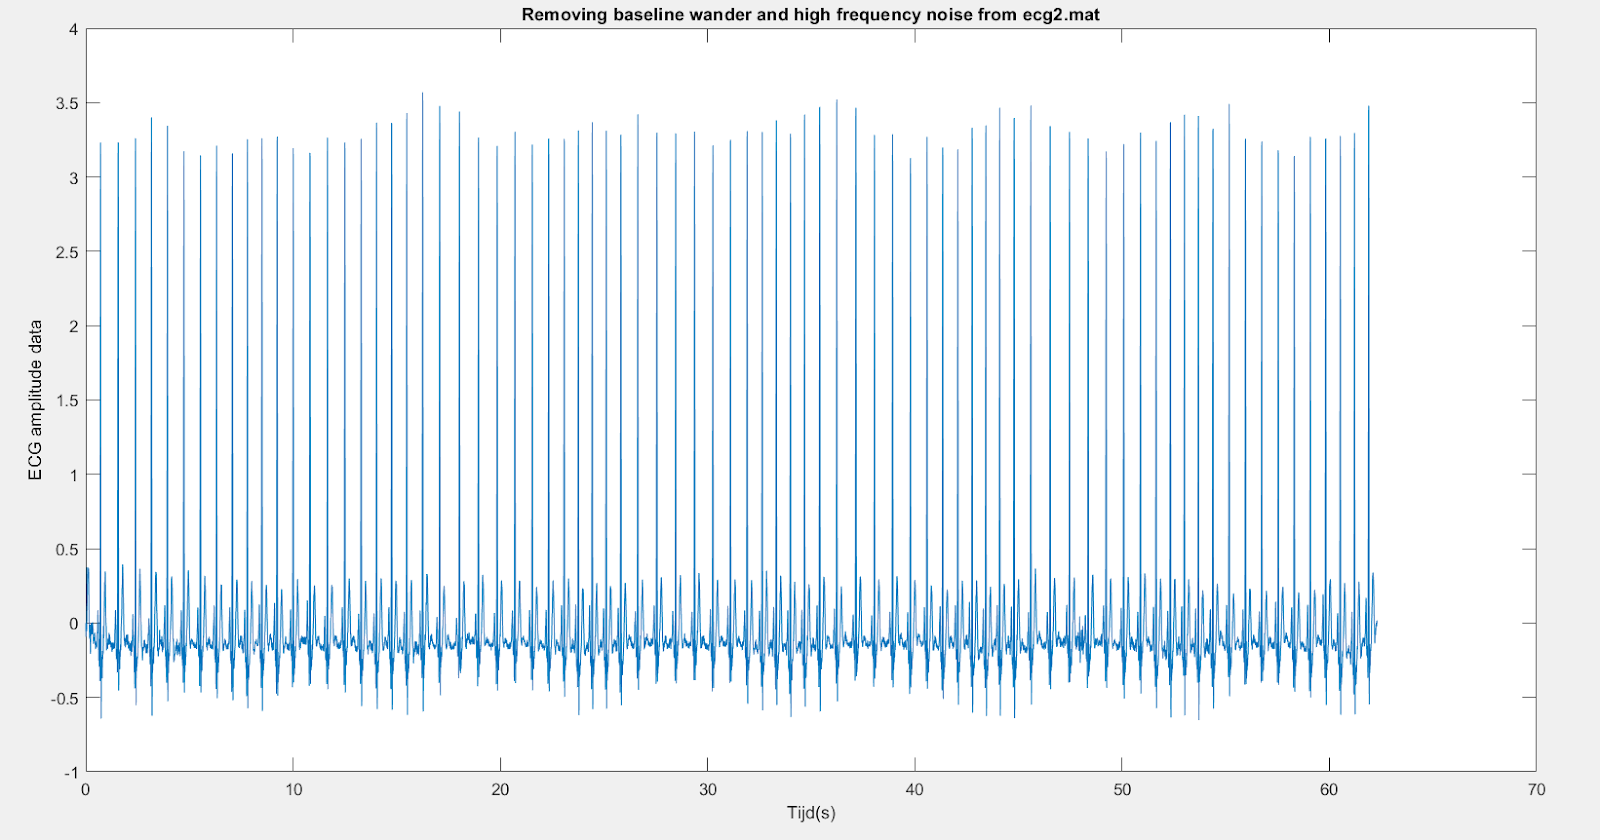 Removing baseline wander and high frequency noise from ecg2.mat
4
3.5
3
2.5
2
1.5
1
0.5
0
-0.5
-1
ECG amplitude data
0 10 20 30 40 50 60 70
Tijd(s)